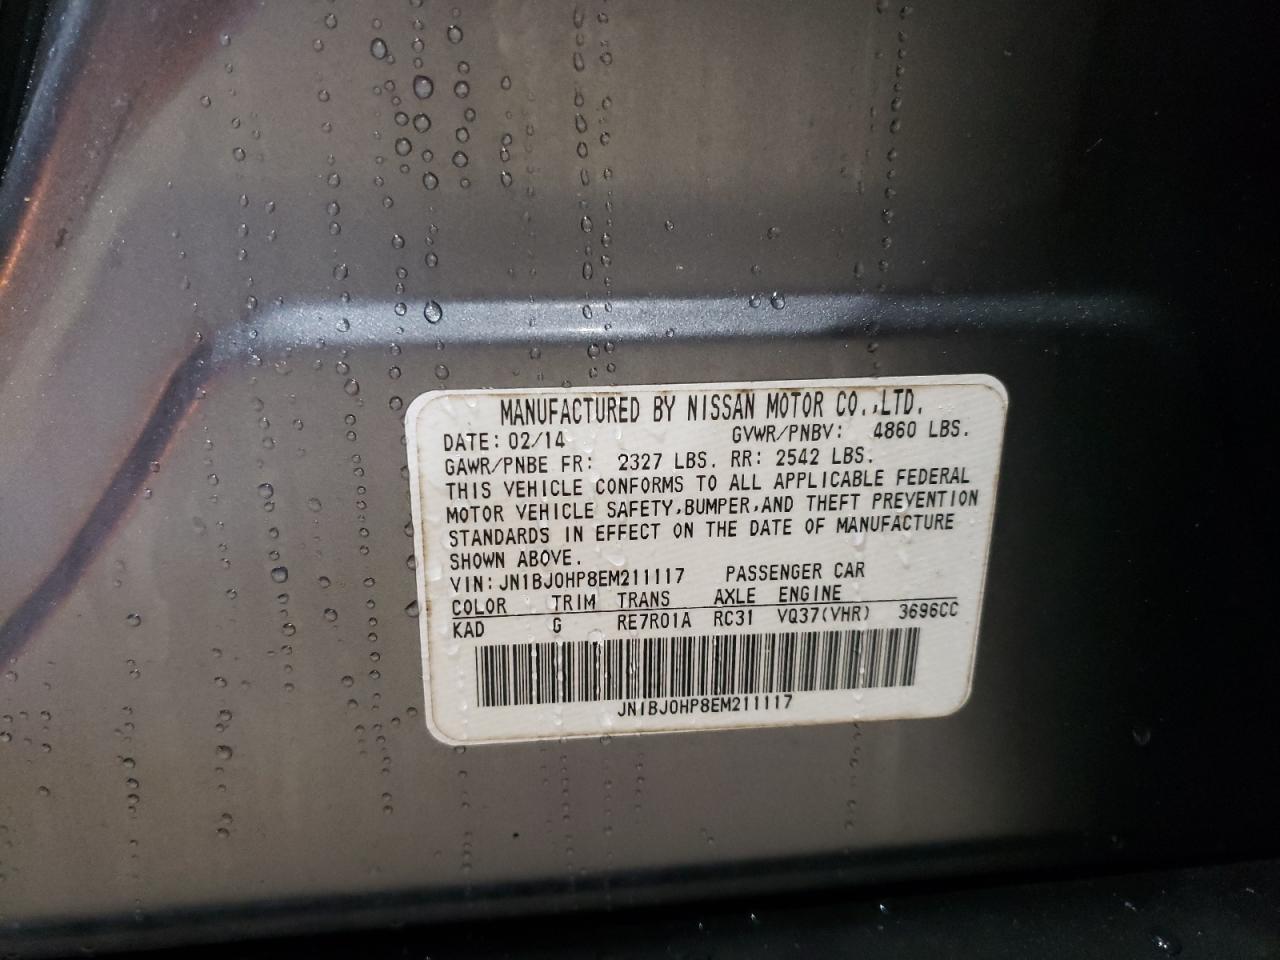 MANUFACTURED BY NISSAN MOTOR CO.,LTD.
DATE: 02/14 GVWR/PNBV: 4860 LBS.
GAWR/PNBE FR: 2327 LBS. RR: 2542 LBS.
THIS VEHICLE CONFORMS TO ALL APPLICABLE FEDERAL
MOTOR VEHICLE SAFETY,BUMPER,AND THEFT PREVENTION
STANDARDS IN EFFECT ON THE DATE OF MANUFACTURE
SHOWN ABOVE.
VIN: JN1BJ0HP8EM211117 PASSENGER CAR
COLOR TRIM TRANS AXLE ENGINE
KAD G RE7R01A RC31 VQ37(VHR) 3696CC
JN1BJ0HP8EM211117